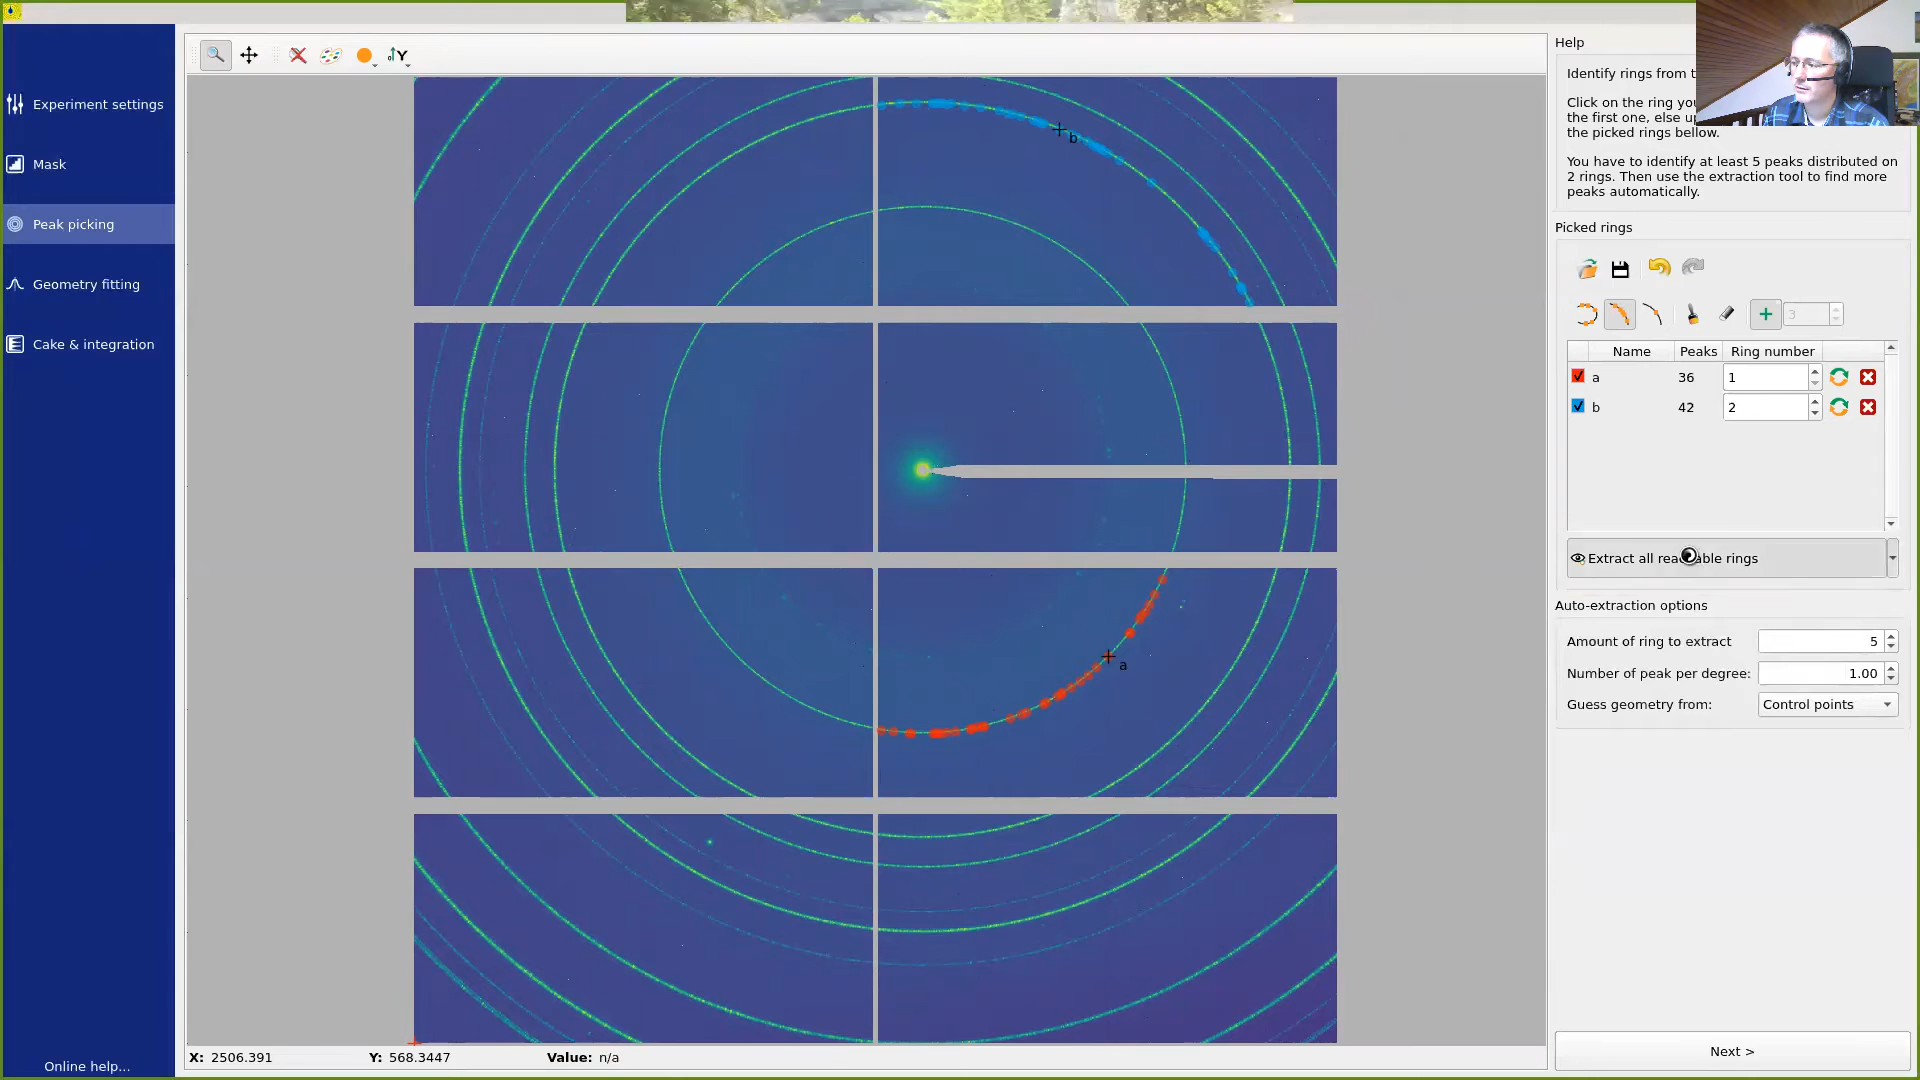 Experiment settings
Mask
Peak picking
Geometry fitting
Cake & integration
Online help...
Y
b
a
X: 2506.391 Y: 568.3447 Value: n/a
Help
Identify rings from t
Click on the ring you
the first one, else up
the picked rings bellow.
You have to identify at least 5 peaks distributed on
2 rings. Then use the extraction tool to find more
peaks automatically.
Picked rings
3
Name Peaks Ring number
a 36 1
b 42 2
Extract all reachable rings
Auto-extraction options
Amount of ring to extract 5
Number of peak per degree: 1.00
Guess geometry from: Control points
Next >